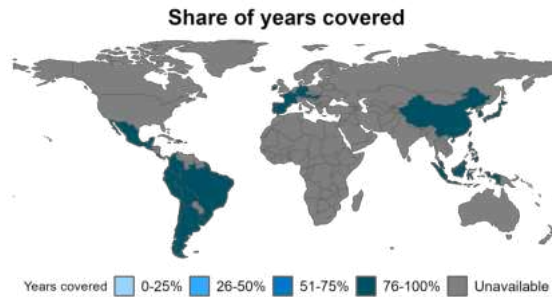 Share of years covered
Years covered 0-25% 26-50% 51-75% 76-100% Unavailable